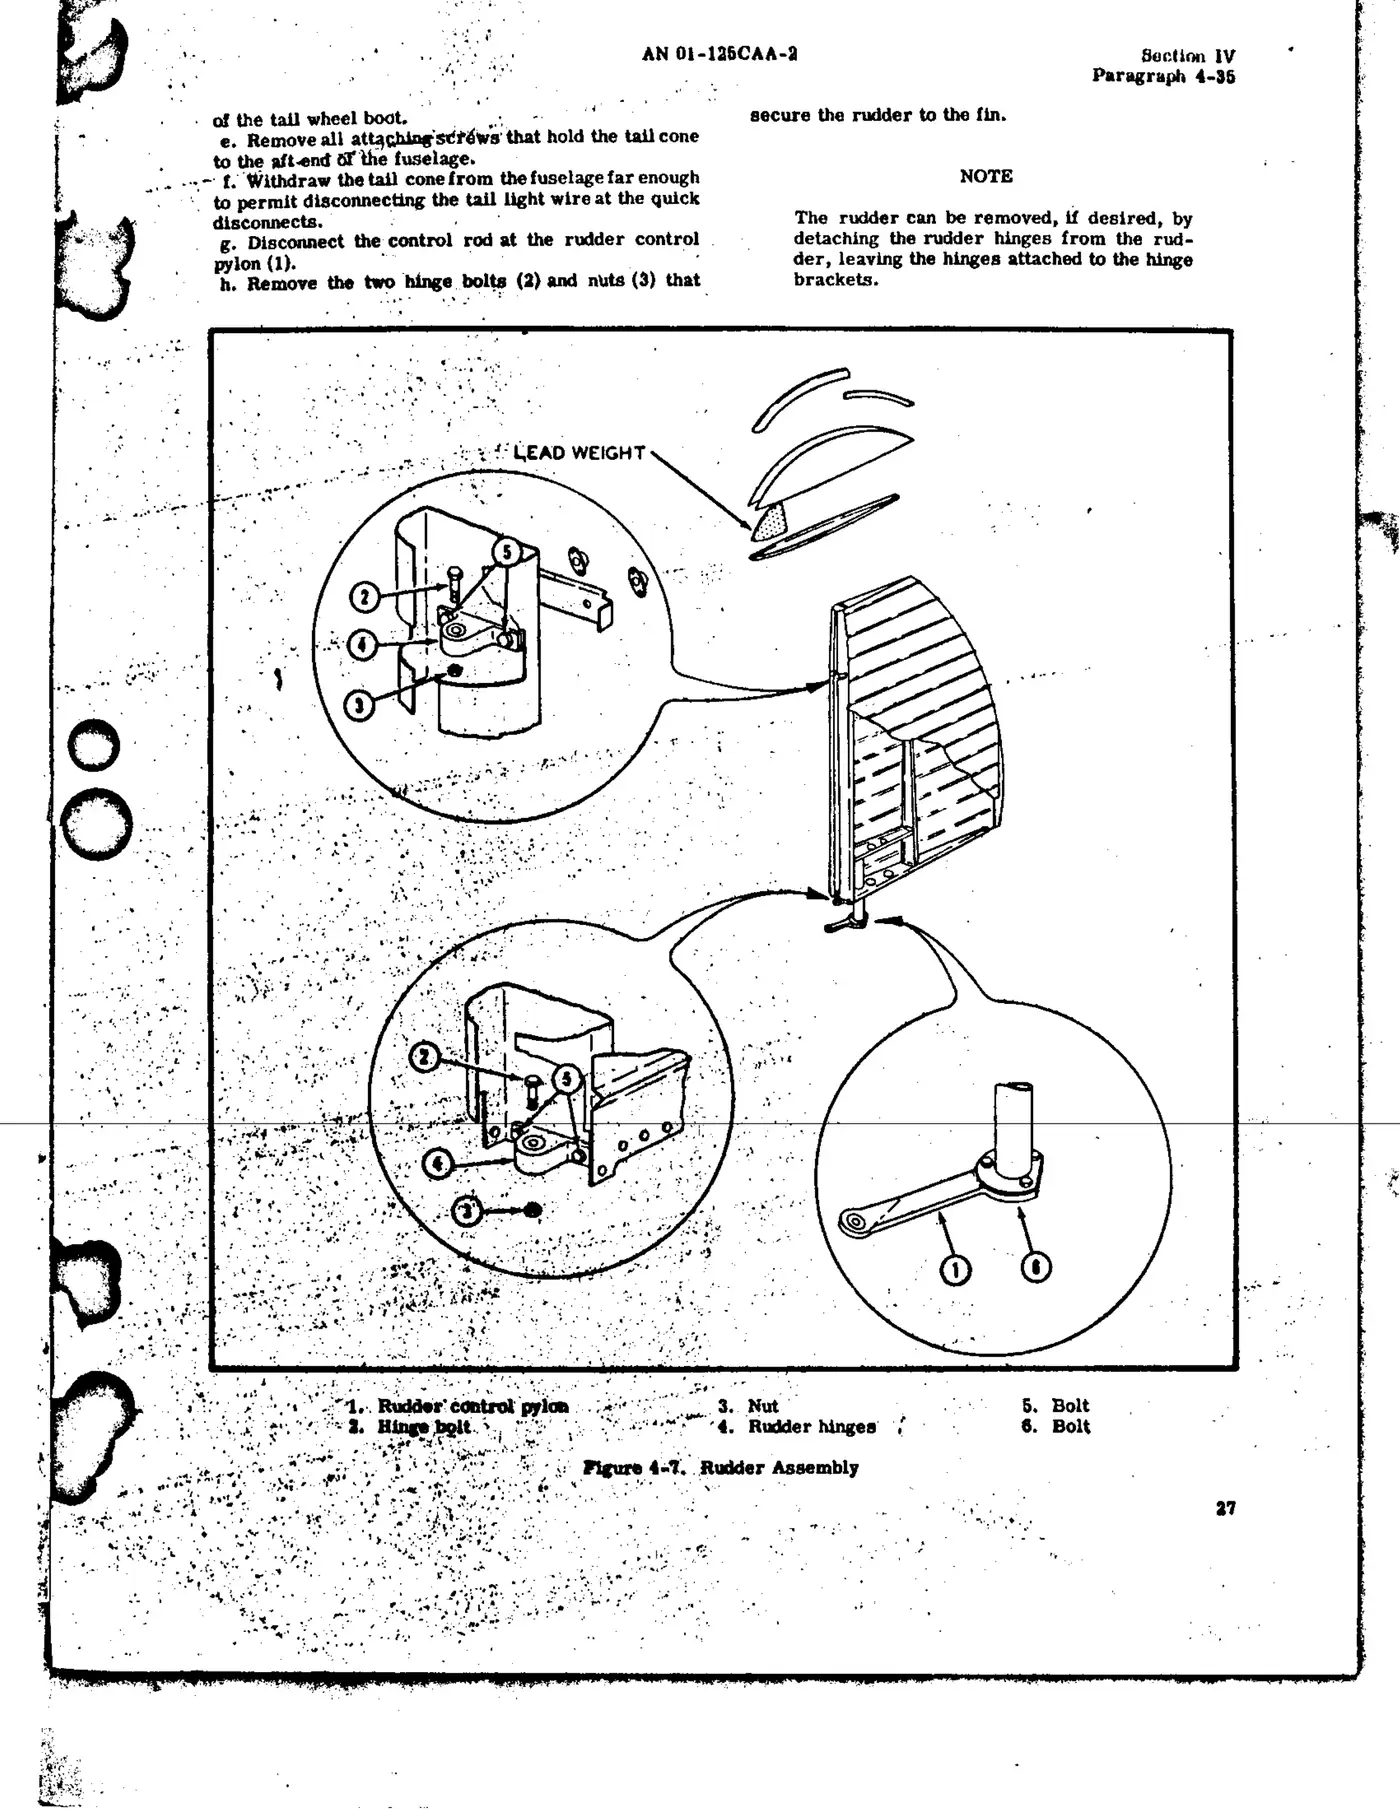 AN 01-125CAA-2
Section IV
Paragraph 4-35
of the tail wheel boot.
e. Remove all attaching screws that hold the tail cone
to the aft end of the fuselage.
f. Withdraw the tail cone from the fuselage far enough
to permit disconnecting the tail light wire at the quick
disconnects.
g. Disconnect the control rod at the rudder control
pylon (1).
h. Remove the two hinge bolts (2) and nuts (3) that
secure the rudder to the fin.
NOTE
The rudder can be removed, if desired, by
detaching the rudder hinges from the rud-
der, leaving the hinges attached to the hinge
brackets.
LEAD WEIGHT
5
2
4
3
2
5
4
3
1
6
1. Rudder control pylon
2. Hinge bolt
3. Nut
4. Rudder hinges
5. Bolt
6. Bolt
Figure 4-7. Rudder Assembly
27